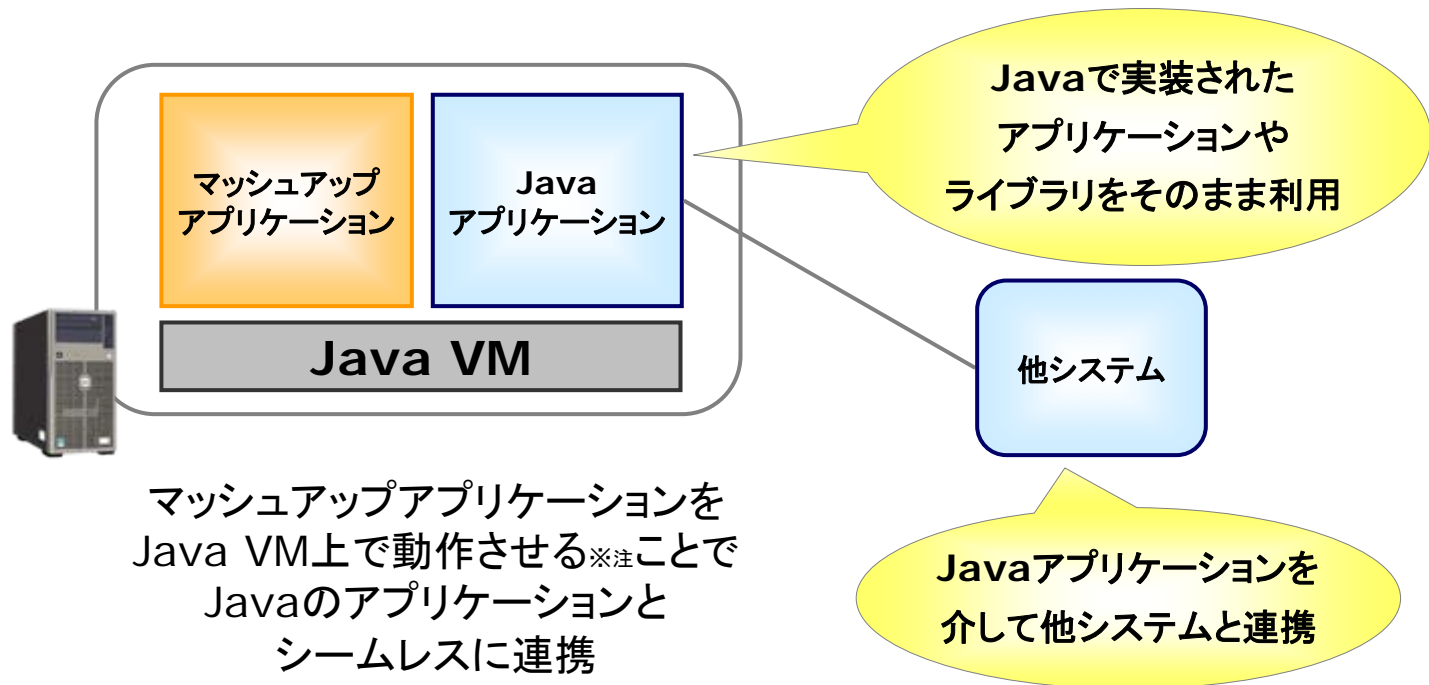 Javaで実装された
アプリケーションや
ライブラリをそのまま利用
マッシュアップ
アプリケーション
Java
アプリケーション
Java VM
他システム
マッシュアップアプリケーションを
Java VM上で動作させる※注ことで
Javaのアプリケーションと
シームレスに連携
Javaアプリケーションを
介して他システムと連携